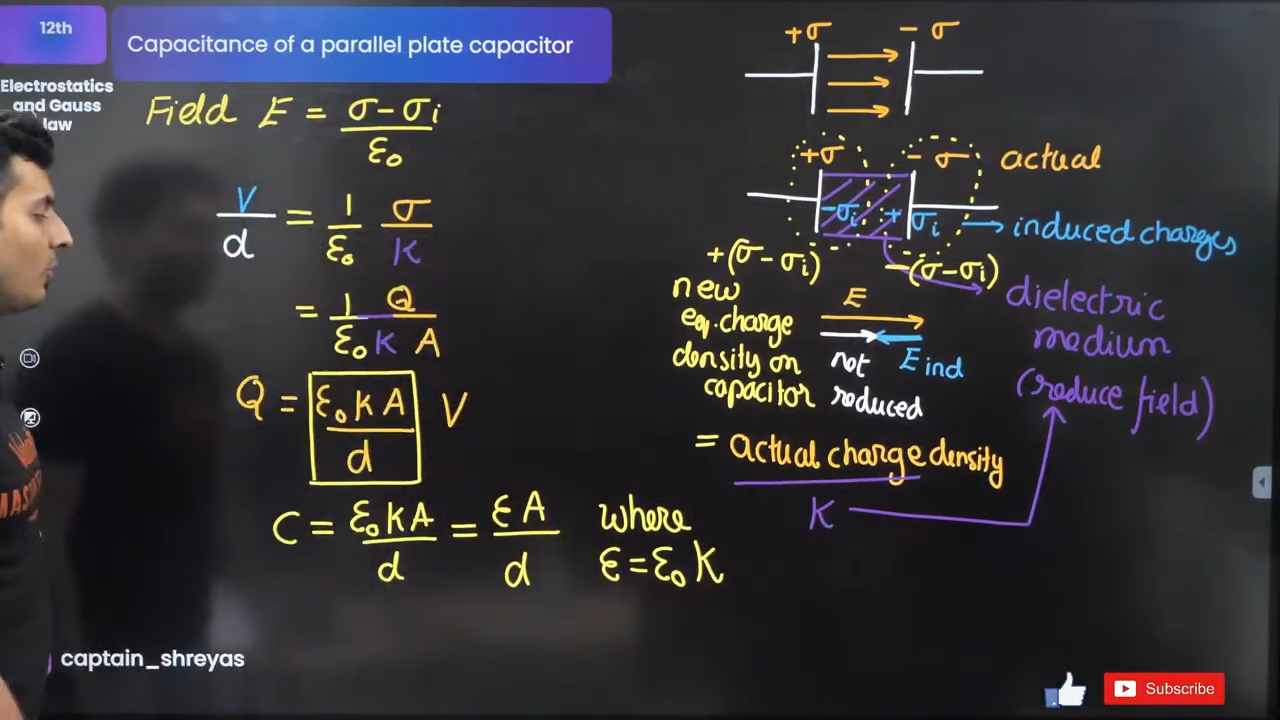 12th
Capacitance of a parallel plate capacitor
Electrostatics
and Gauss
law
Field E = σ - σi / ε₀
V/d = 1/ε₀ σ/K
= 1/ε₀K Q/A
Q = ε₀KA/d V
C = ε₀KA/d = εA/d where
ε = ε₀K
+σ - σ
+σ - σ actual
-σi + σi → induced charges
+(σ - σi) -(σ - σi)
dielectric
medium
(reduce field)
new
eq. charge
density on
capacitor
E
not
reduced
E ind
= actual charge density
K
captain_shreyas
Subscribe